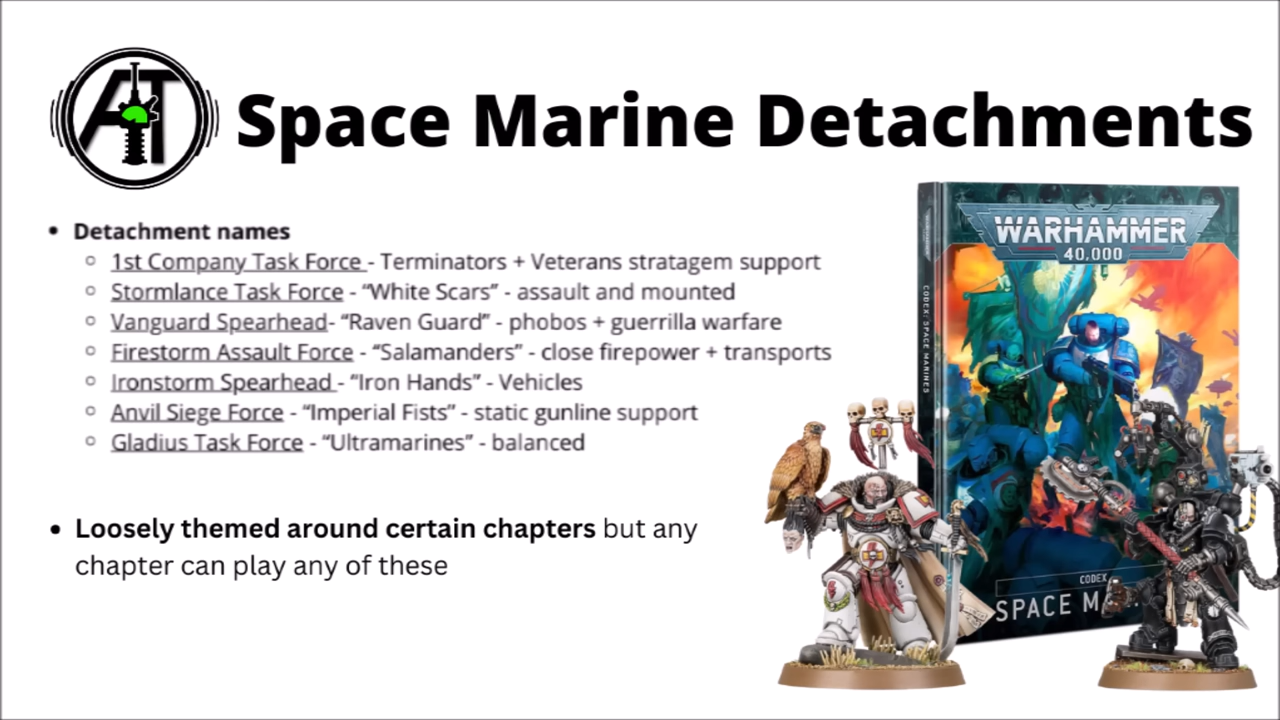 AT
Space Marine Detachments
• Detachment names
○ 1st Company Task Force - Terminators + Veterans stratagem support
○ Stormlance Task Force - “White Scars” - assault and mounted
○ Vanguard Spearhead- “Raven Guard” - phobos + guerrilla warfare
○ Firestorm Assault Force - “Salamanders” - close firepower + transports
○ Ironstorm Spearhead - “Iron Hands” - Vehicles
○ Anvil Siege Force - “Imperial Fists” - static gunline support
○ Gladius Task Force - “Ultramarines” - balanced
• Loosely themed around certain chapters but any
chapter can play any of these
WARHAMMER
40,000
CODEX: SPACE MARINES
CODEX
SPACE